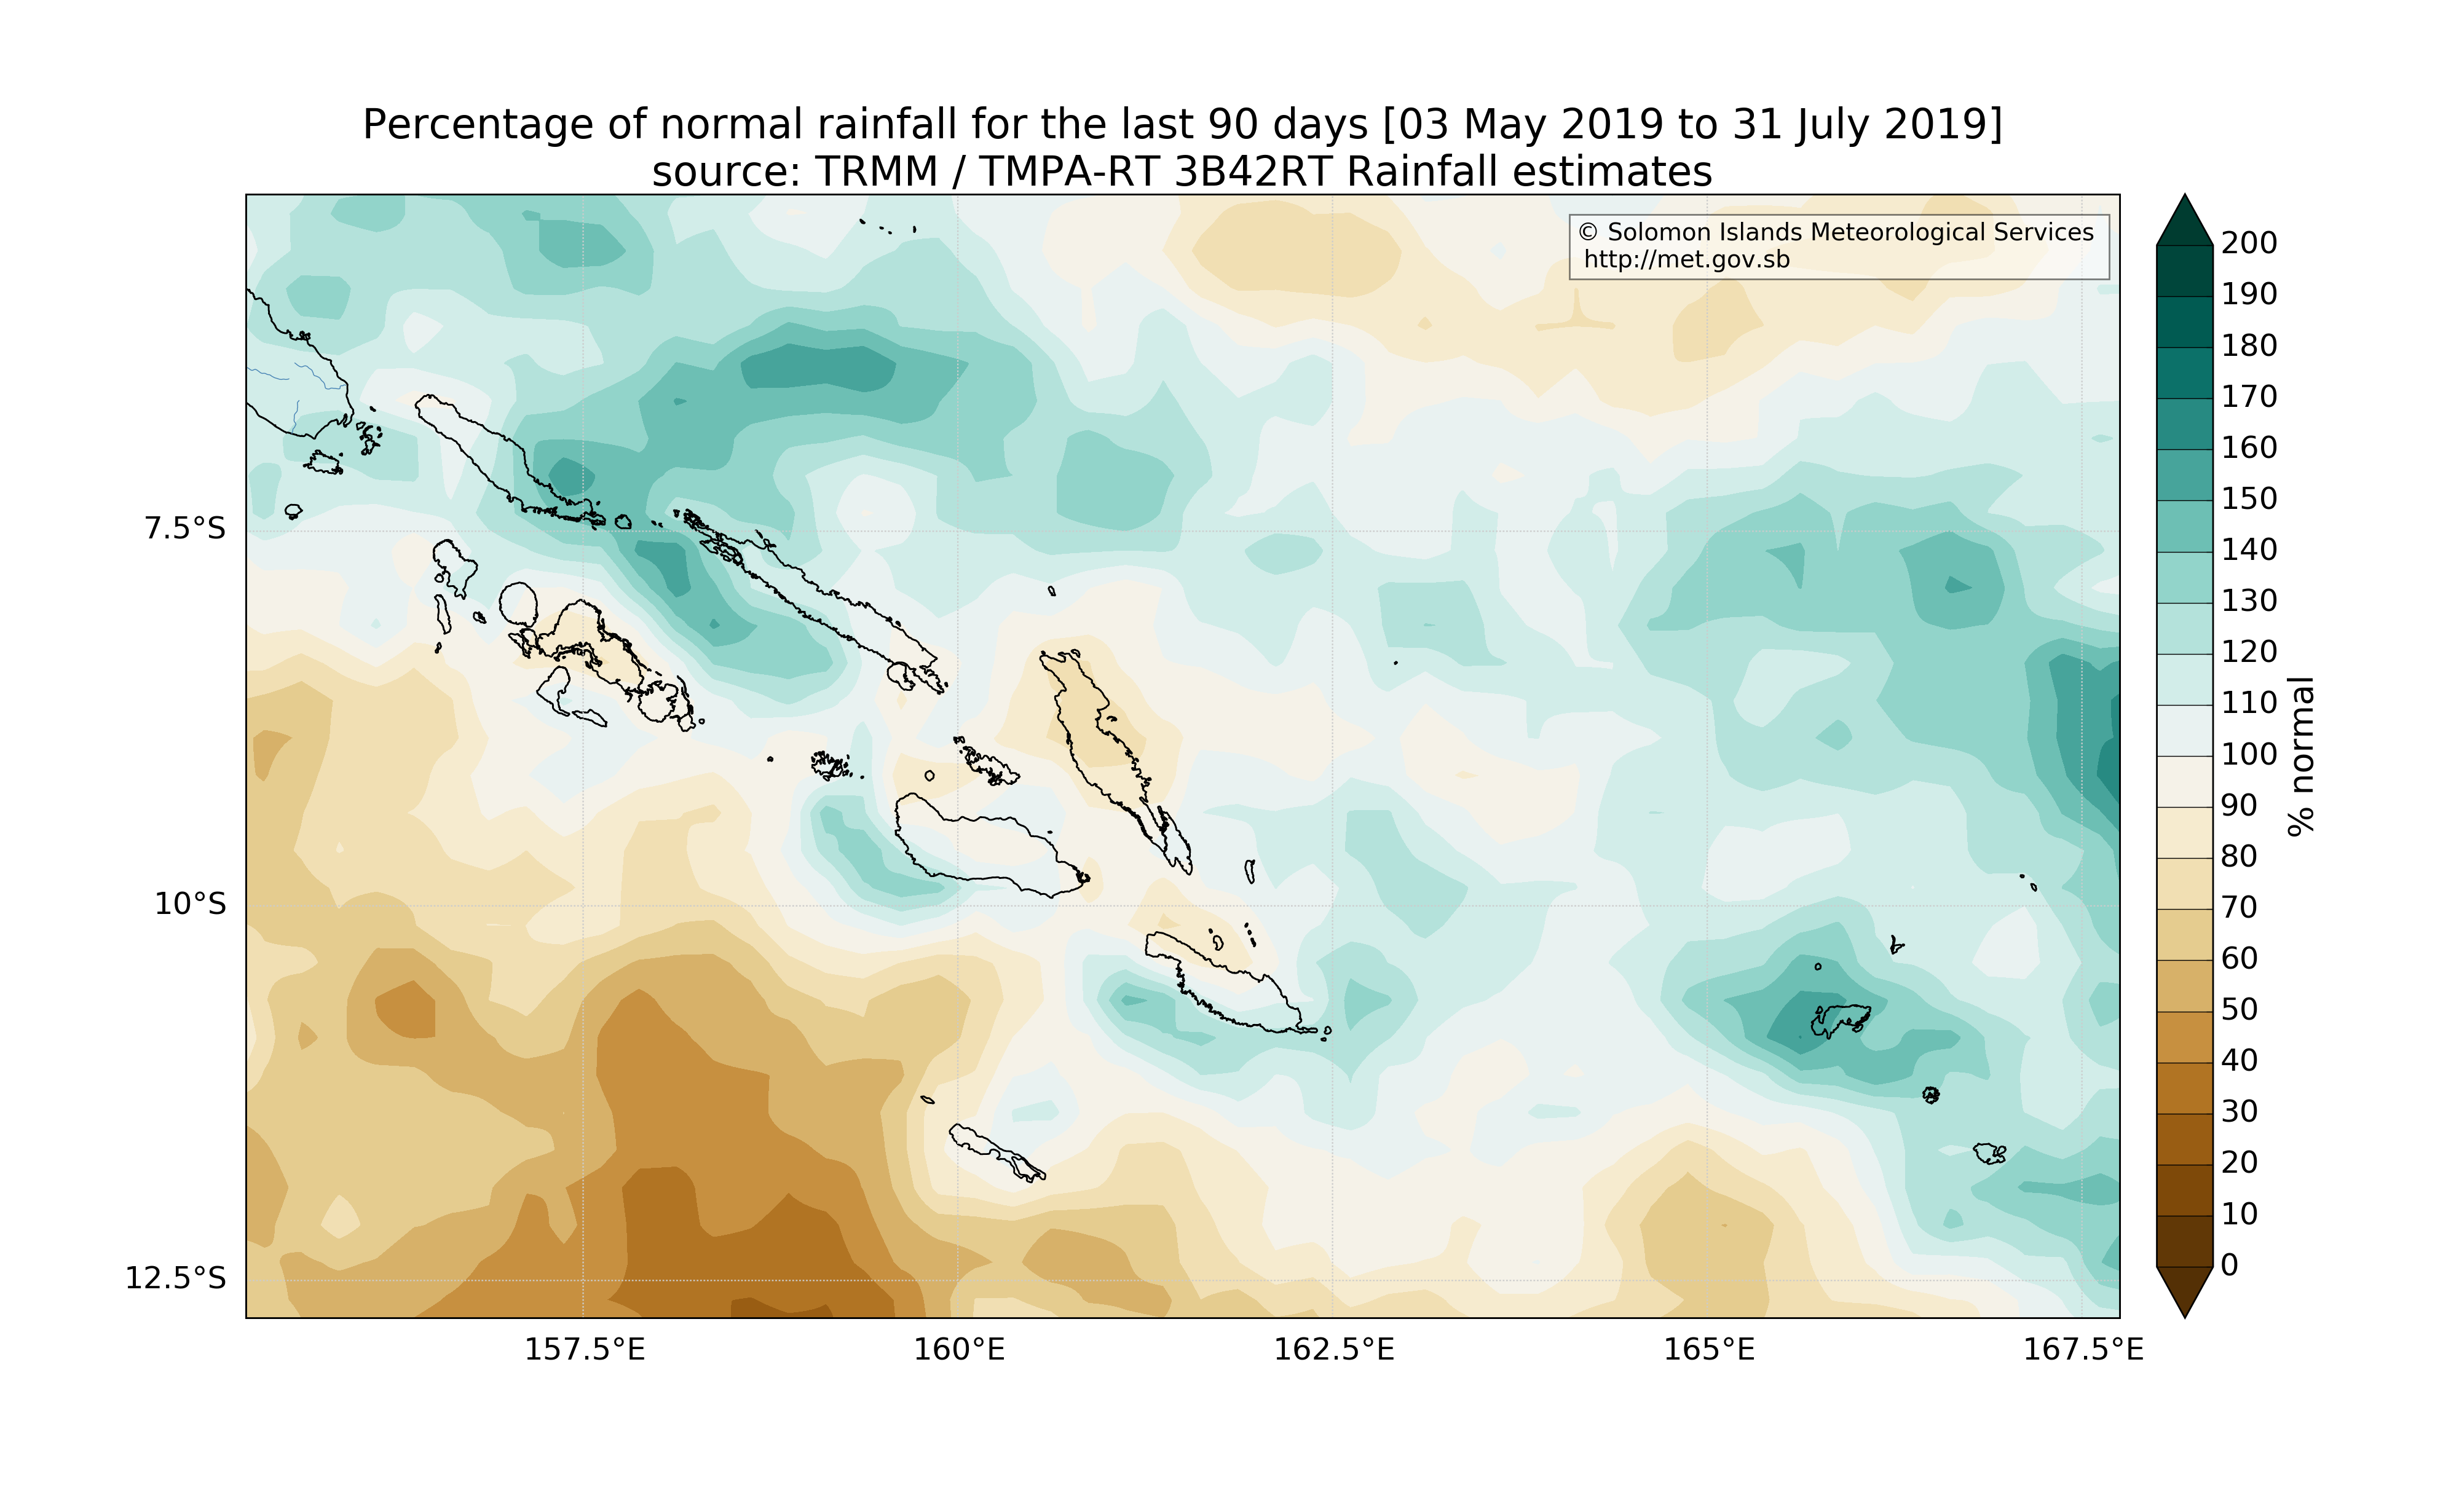 Percentage of normal rainfall for the last 90 days [03 May 2019 to 31 July 2019]
source: TRMM / TMPA-RT 3B42RT Rainfall estimates
© Solomon Islands Meteorological Services
http://met.gov.sb
7.5°S
10°S
12.5°S
157.5°E
160°E
162.5°E
165°E
167.5°E
200
190
180
170
160
150
140
130
120
110
100
90
80
70
60
50
40
30
20
10
0
% normal